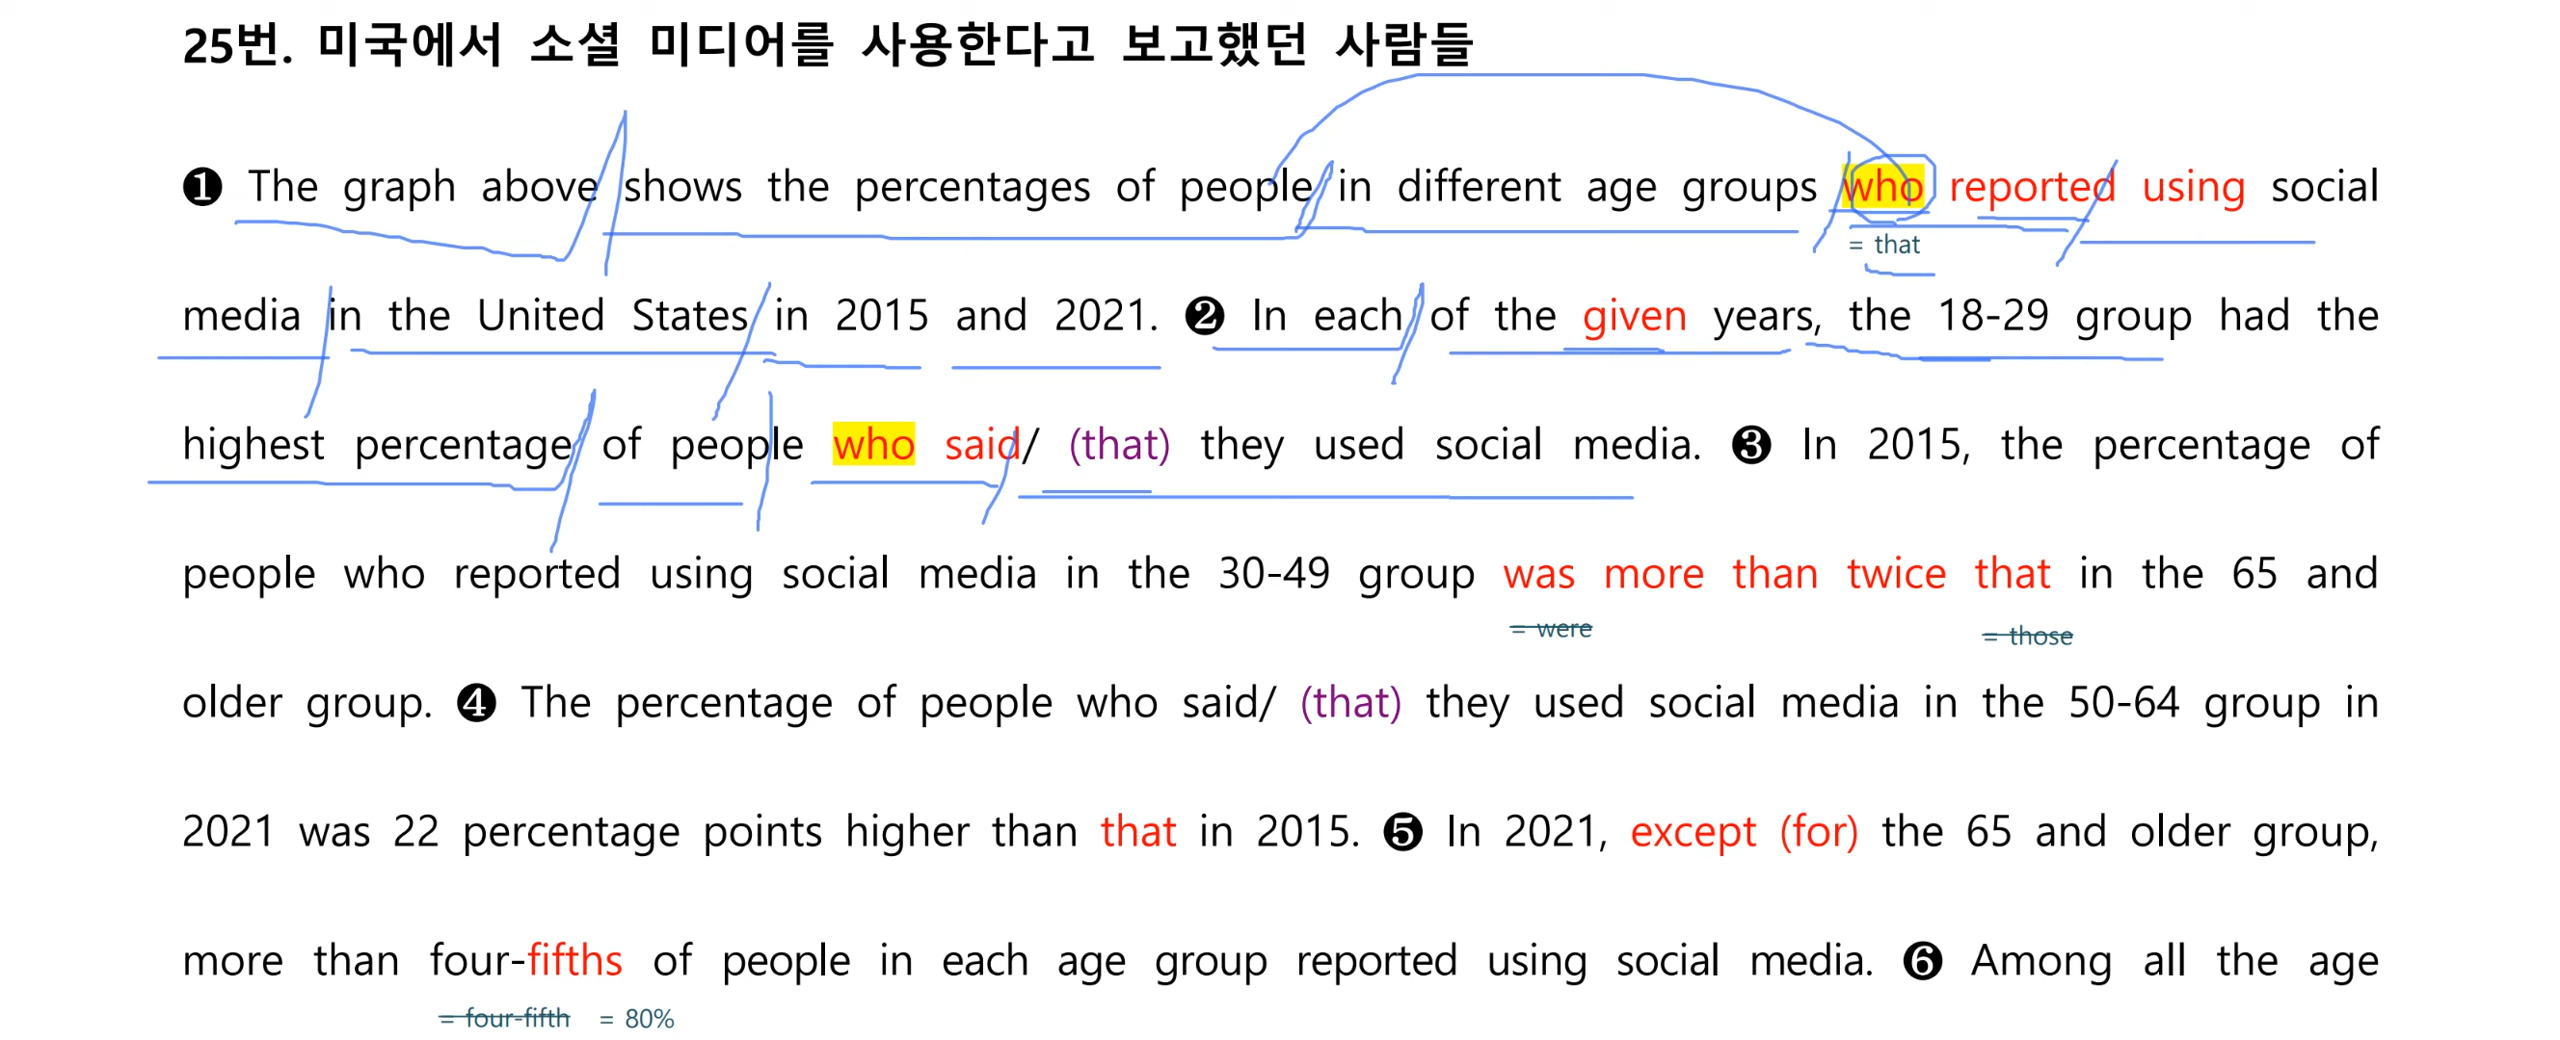 25번. 미국에서 소셜 미디어를 사용한다고 보고했던 사람들
❶ The graph above shows the percentages of people in different age groups who reported using social
= that
media in the United States in 2015 and 2021. ❷ In each of the given years, the 18-29 group had the
highest percentage of people who said/ (that) they used social media. ❸ In 2015, the percentage of
people who reported using social media in the 30-49 group was more than twice that in the 65 and
= were = those
older group. ❹ The percentage of people who said/ (that) they used social media in the 50-64 group in
2021 was 22 percentage points higher than that in 2015. ❺ In 2021, except (for) the 65 and older group,
more than four-fifths of people in each age group reported using social media. ❻ Among all the age
= four-fifth = 80%